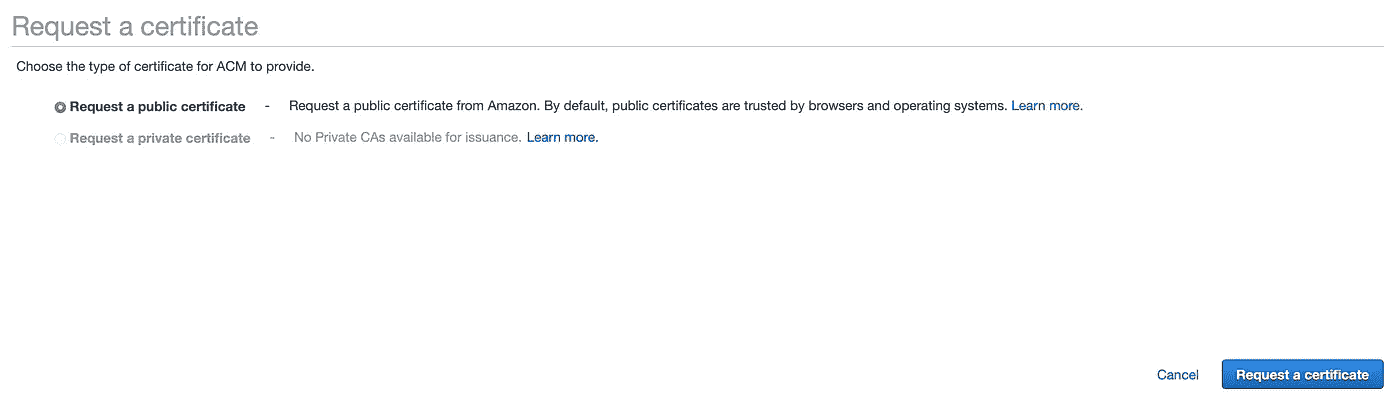 Request a certificate
Choose the type of certificate for ACM to provide.
Request a public certificate - Request a public certificate from Amazon. By default, public certificates are trusted by browsers and operating systems. Learn more.
Request a private certificate - No Private CAs available for issuance. Learn more.
Cancel Request a certificate